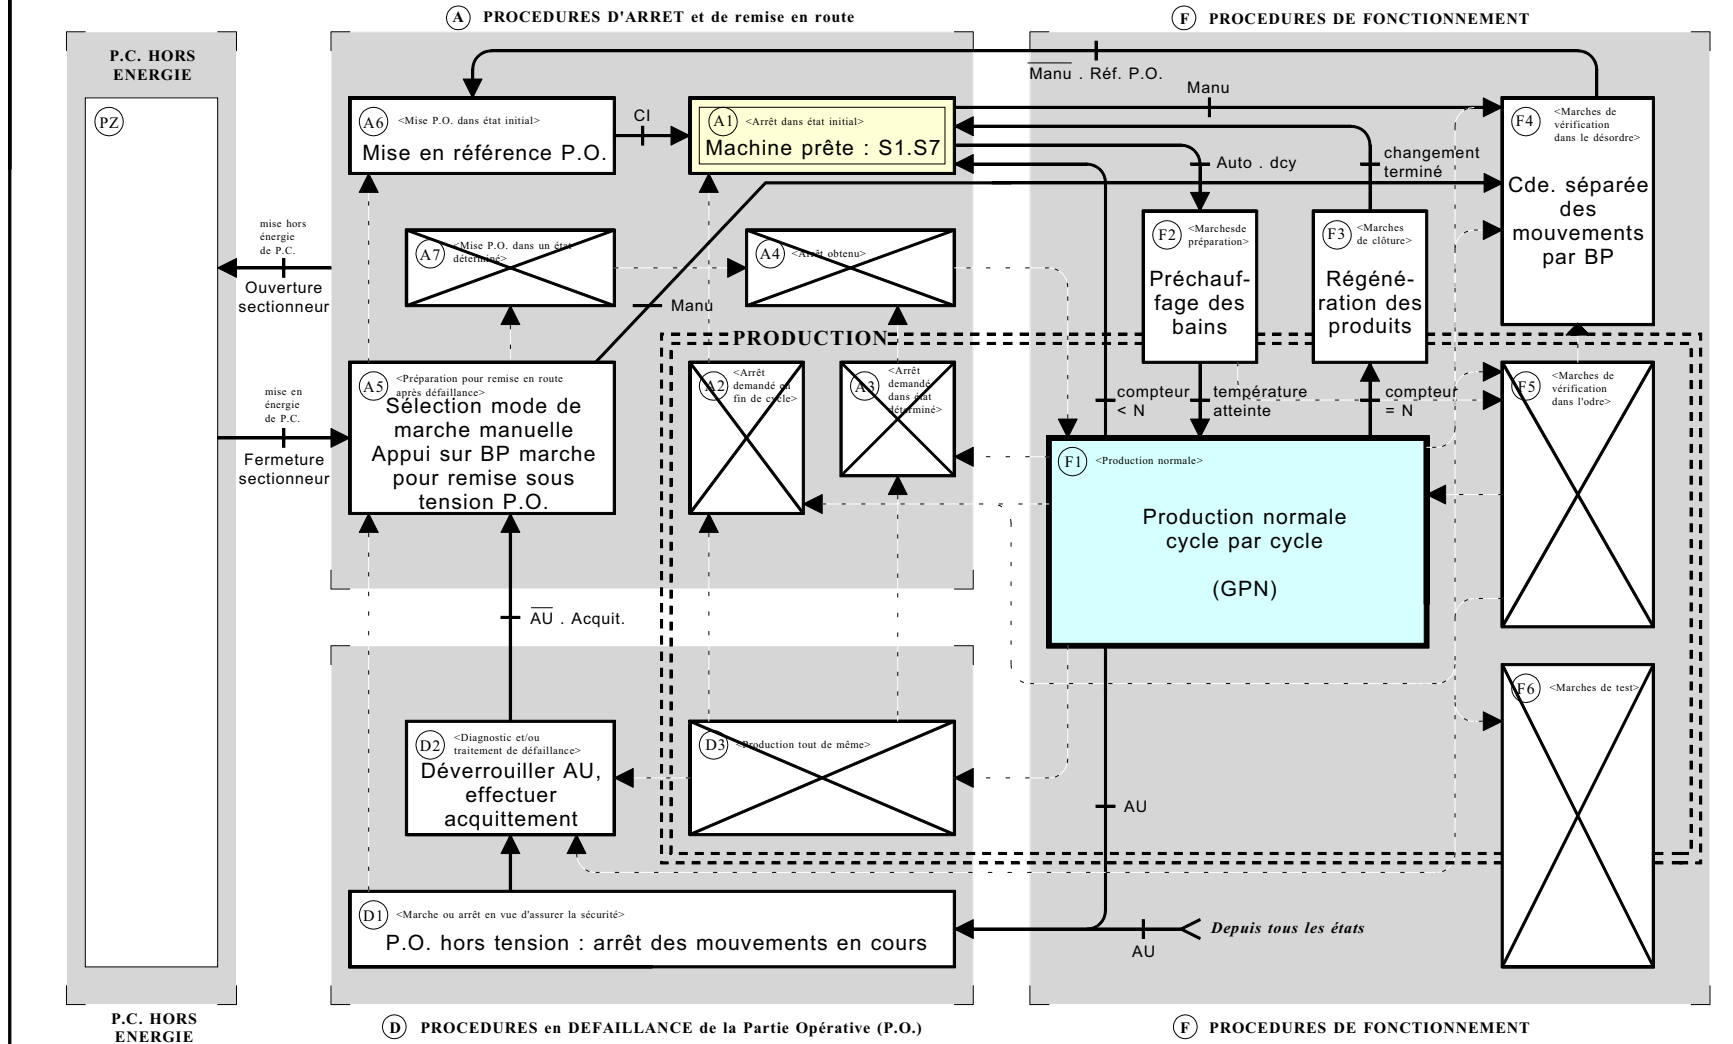 A PROCEDURES D'ARRET et de remise en route
F PROCEDURES DE FONCTIONNEMENT
P.C. HORS
ENERGIE
PZ
A6 <Mise P.O. dans état initial>
Mise en référence P.O.
CI
A1 <Arrêt dans état initial>
Machine prête : S1.S7
Manu . Réf. P.O.
Manu
Auto . dcy
changement
terminé
F4 <Marches de
vérification
dans le désordre>
Cde. séparée
des
mouvements
par BP
mise hors
énergie
de P.C.
Ouverture
sectionneur
A7 <Mise P.O. dans un état
déterminé>
A4 <Arrêt obtenu>
Manu
F2 <Marchesde
préparation>
Préchauf-
fage des
bains
F3 <Marches
de clôture>
Régéné-
ration des
produits
PRODUCTION
mise en
énergie
de P.C.
Fermeture
sectionneur
A5 <Préparation pour remise en route
après défaillance>
Sélection mode de
marche manuelle
Appui sur BP marche
pour remise sous
tension P.O.
A2 <Arrêt
demandé en
fin de cycle>
A3 <Arrêt
demandé
dans état
déterminé>
compteur
< N
température
atteinte
compteur
= N
F5 <Marches de
vérification
dans l'odre>
F1 <Production normale>
Production normale
cycle par cycle
(GPN)
AU . Acquit.
D2 <Diagnostic et/ou
traitement de défaillance>
Déverrouiller AU,
effectuer
acquittement
D3 <Production tout de même>
F6 <Marches de test>
AU
D1 <Marche ou arrêt en vue d'assurer la sécurité>
P.O. hors tension : arrêt des mouvements en cours
AU
Depuis tous les états
P.C. HORS
ENERGIE
D PROCEDURES en DEFAILLANCE de la Partie Opérative (P.O.)
F PROCEDURES DE FONCTIONNEMENT